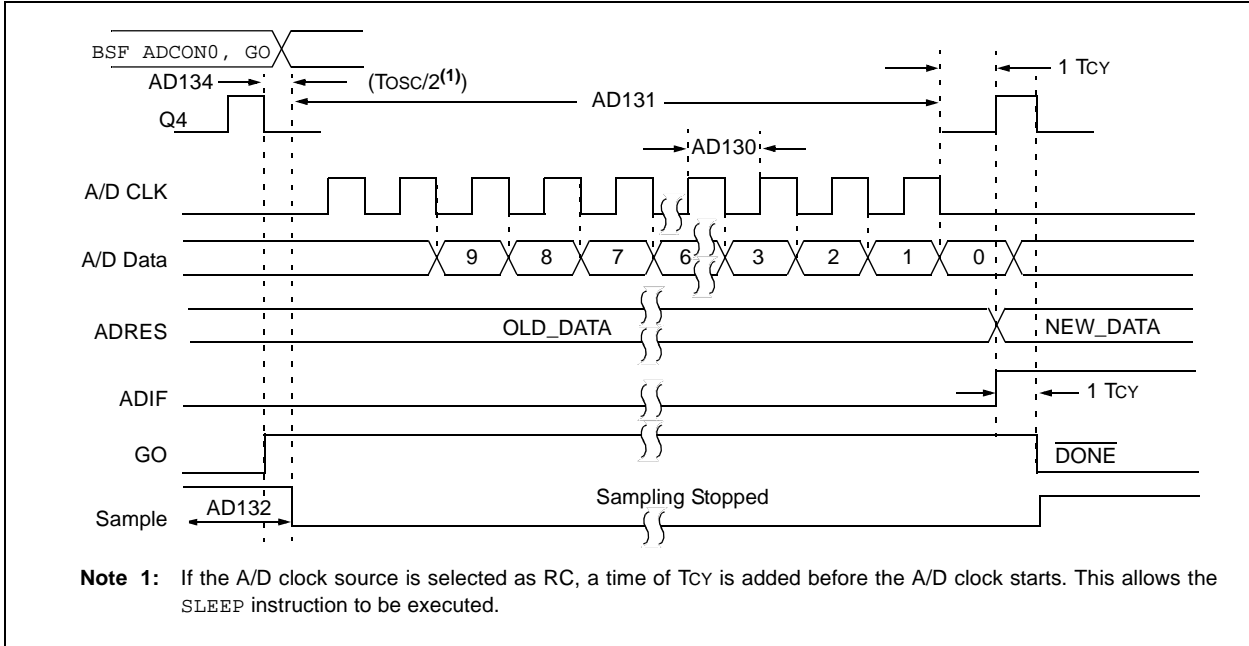 BSF ADCON0, GO
AD134
(TOSC/2(1))
1 TCY
AD131
Q4
AD130
A/D CLK
A/D Data
9 8 7 6 3 2 1 0
ADRES
OLD_DATA
NEW_DATA
ADIF
1 TCY
GO
DONE
Sample
AD132
Sampling Stopped
Note 1: If the A/D clock source is selected as RC, a time of TCY is added before the A/D clock starts. This allows the
SLEEP instruction to be executed.